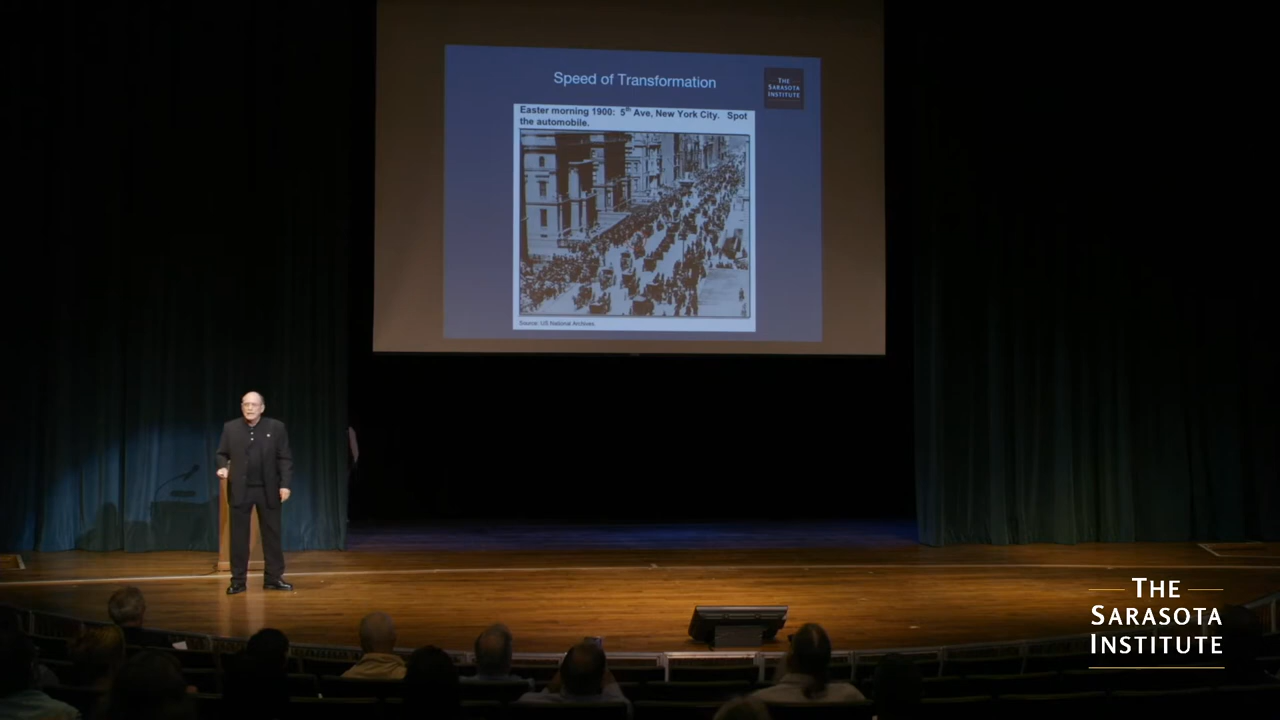 Speed of Transformation
THE
SARASOTA
INSTITUTE
Easter morning 1900: 5th Ave, New York City. Spot
the automobile.
Source: US National Archives.
THE
SARASOTA
INSTITUTE